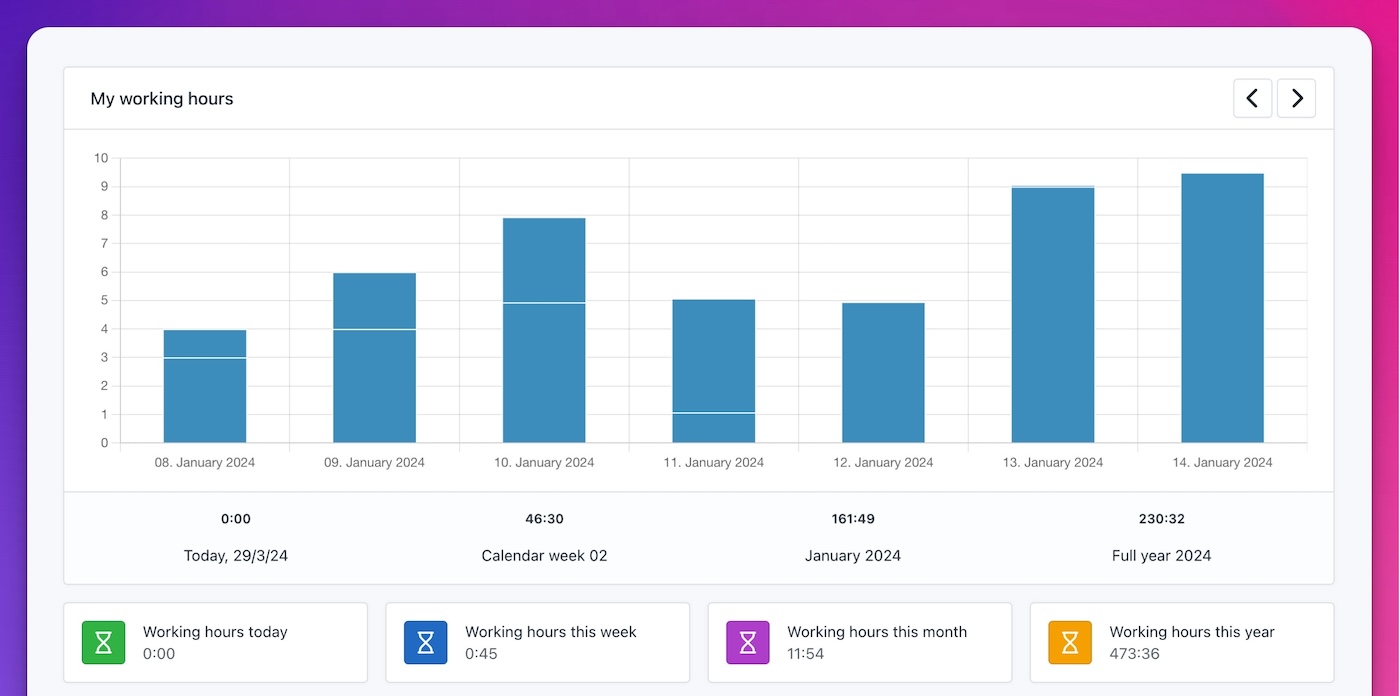 My working hours
10
9
8
7
6
5
4
3
2
1
0
08. January 2024 09. January 2024 10. January 2024 11. January 2024 12. January 2024 13. January 2024 14. January 2024
0:00 46:30 161:49 230:32
Today, 29/3/24 Calendar week 02 January 2024 Full year 2024
Working hours today Working hours this week Working hours this month Working hours this year
0:00 0:45 11:54 473:36